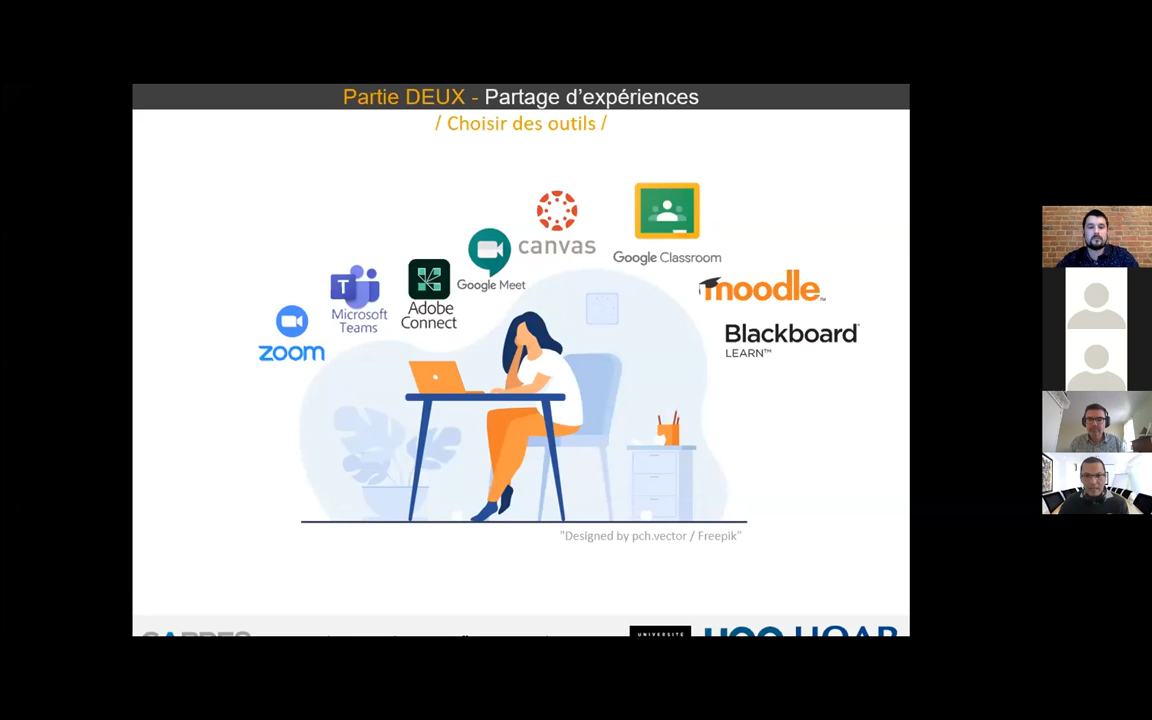 Partie DEUX - Partage d'expériences
/ Choisir des outils /
canvas
Google Classroom
Google Meet
moodle
Microsoft
Teams
T
Adobe
Connect
Blackboard
LEARN™
zoom
"Designed by pch.vector / Freepik"
UNIVERSITÉ